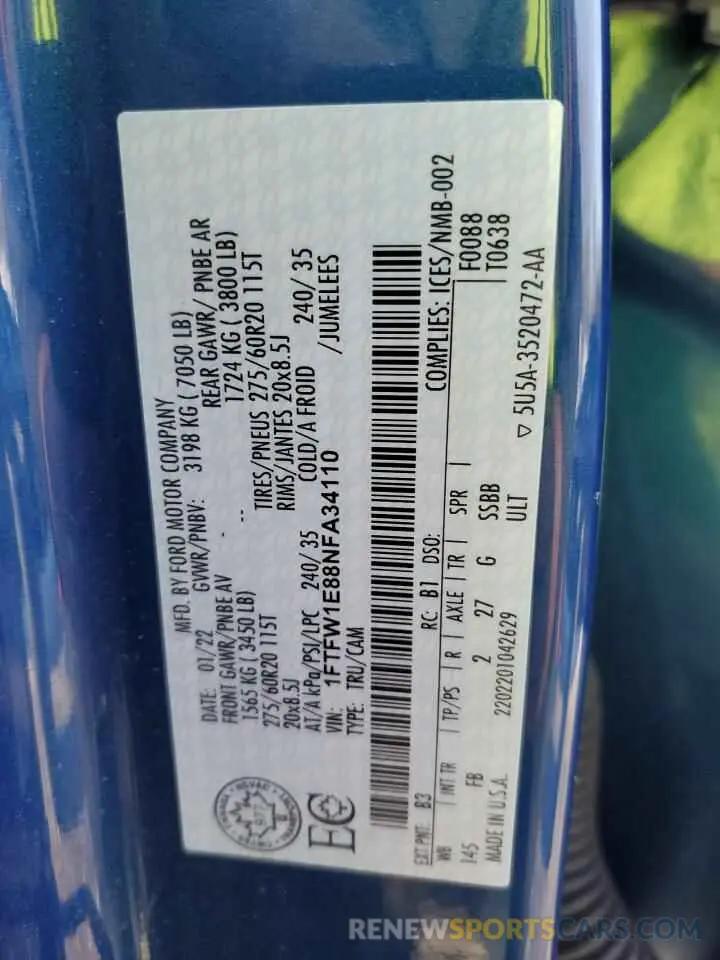 MFD. BY FORD MOTOR COMPANY
DATE: 01/22 GVWR/PNBV: 3198 KG ( 7050 LB)
FRONT GAWR/PNBE AV REAR GAWR/ PNBE AR
1565 KG ( 3450 LB) 1724 KG ( 3800 LB)
275/60R20 115T TIRES/PNEUS 275/60R20 115T
20x8.5J RIMS/JANTES 20x8.5J
AT/A kPa/PSI/LPC 240/ 35 COLD/A FROID 240/ 35
VIN: 1FTFW1E88NFA34110 /JUMELEES
TYPE: TRU/CAM
EC
EXT PNT: B3 RC: B1 DSO: COMPLIES: ICES/NMB-002
WB | INT TR | TP/PS | R | AXLE | TR | SPR | F0088
145 FB 2 27 G SSBB T0638
MADE IN U.S.A. 2202201042629 ULT ▽ 5U5A-3520472-AA
RENEWSPORTSCARS.COM